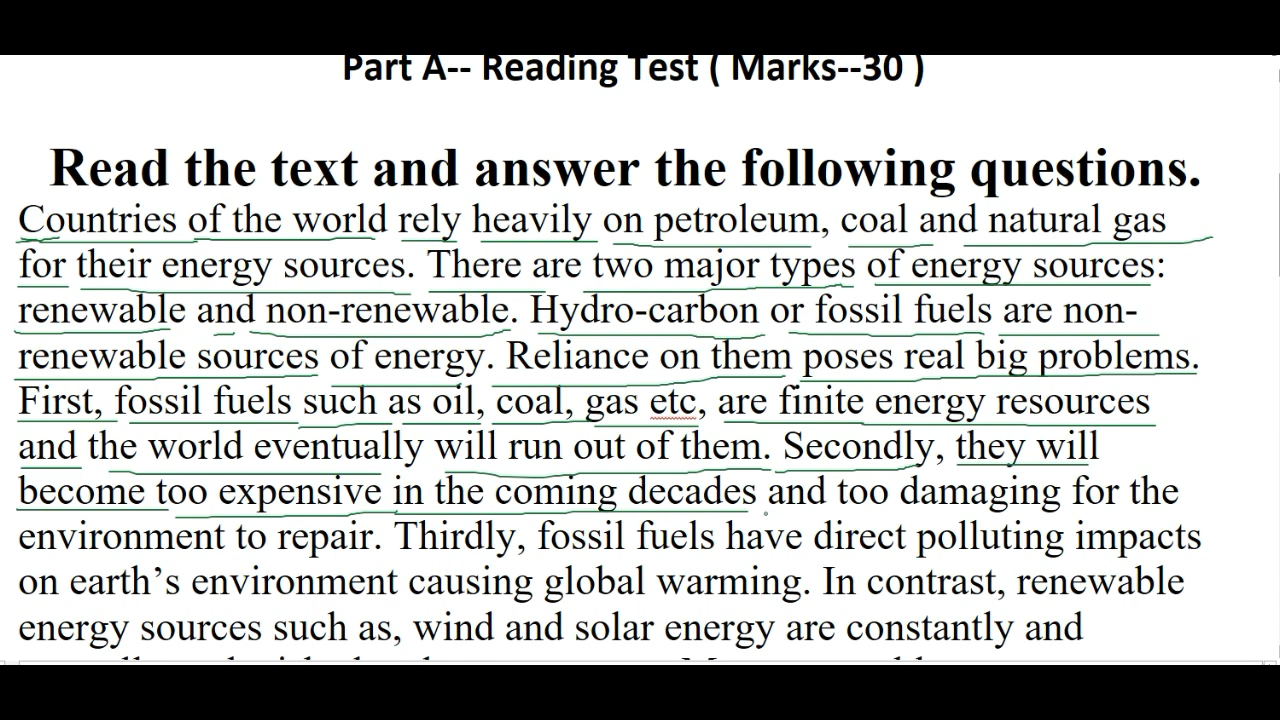 Part A-- Reading Test ( Marks--30 )
Read the text and answer the following questions.
Countries of the world rely heavily on petroleum, coal and natural gas
for their energy sources. There are two major types of energy sources:
renewable and non-renewable. Hydro-carbon or fossil fuels are non-
renewable sources of energy. Reliance on them poses real big problems.
First, fossil fuels such as oil, coal, gas etc, are finite energy resources
and the world eventually will run out of them. Secondly, they will
become too expensive in the coming decades and too damaging for the
environment to repair. Thirdly, fossil fuels have direct polluting impacts
on earth’s environment causing global warming. In contrast, renewable
energy sources such as, wind and solar energy are constantly and